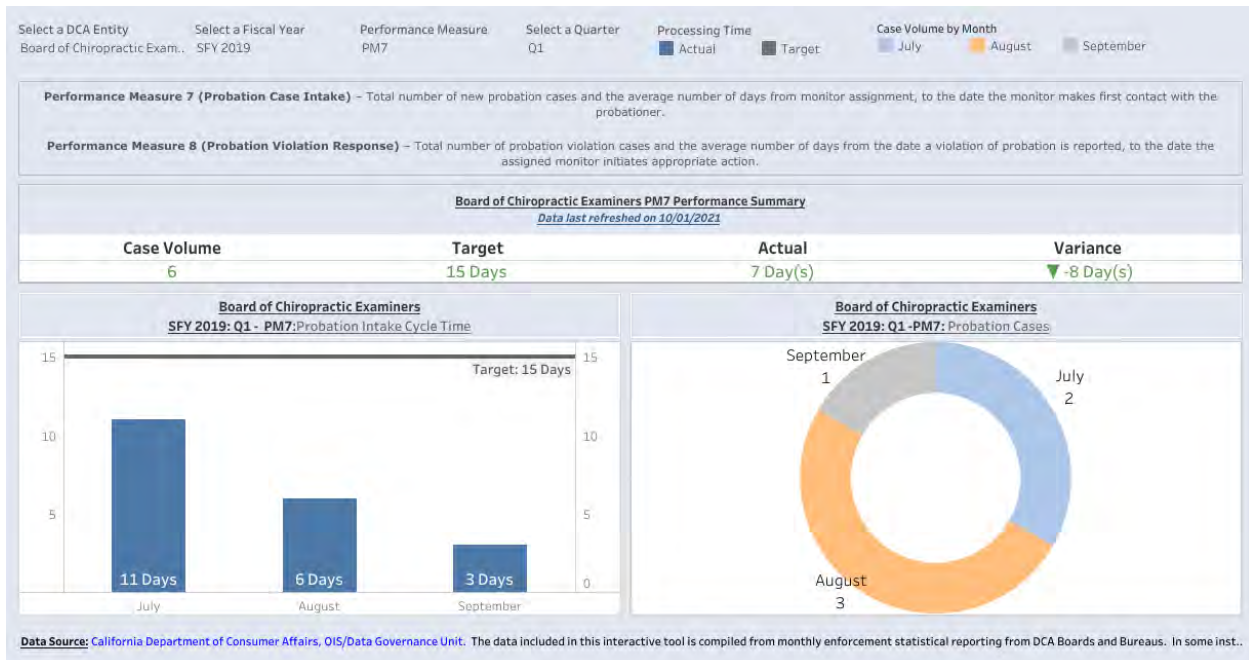 Select a DCA Entity Select a Fiscal Year Performance Measure Select a Quarter Processing Time Case Volume by Month
Board of Chiropractic Exam.. SFY 2019 PM7 Q1 Actual Target July August September
Performance Measure 7 (Probation Case Intake) – Total number of new probation cases and the average number of days from monitor assignment, to the date the monitor makes first contact with the
probationer.
Performance Measure 8 (Probation Violation Response) – Total number of probation violation cases and the average number of days from the date a violation of probation is reported, to the date the
assigned monitor initiates appropriate action.
Board of Chiropractic Examiners PM7 Performance Summary
Data last refreshed on 10/01/2021
Case Volume Target Actual Variance
6 15 Days 7 Day(s) ▼ -8 Day(s)
Board of Chiropractic Examiners
SFY 2019: Q1 - PM7:Probation Intake Cycle Time
15 15
Target: 15 Days
10 10
5 5
0
11 Days 6 Days 3 Days
July August September
Board of Chiropractic Examiners
SFY 2019: Q1 -PM7: Probation Cases
September
1
July
2
August
3
Data Source: California Department of Consumer Affairs, OIS/Data Governance Unit. The data included in this interactive tool is compiled from monthly enforcement statistical reporting from DCA Boards and Bureaus. In some inst..